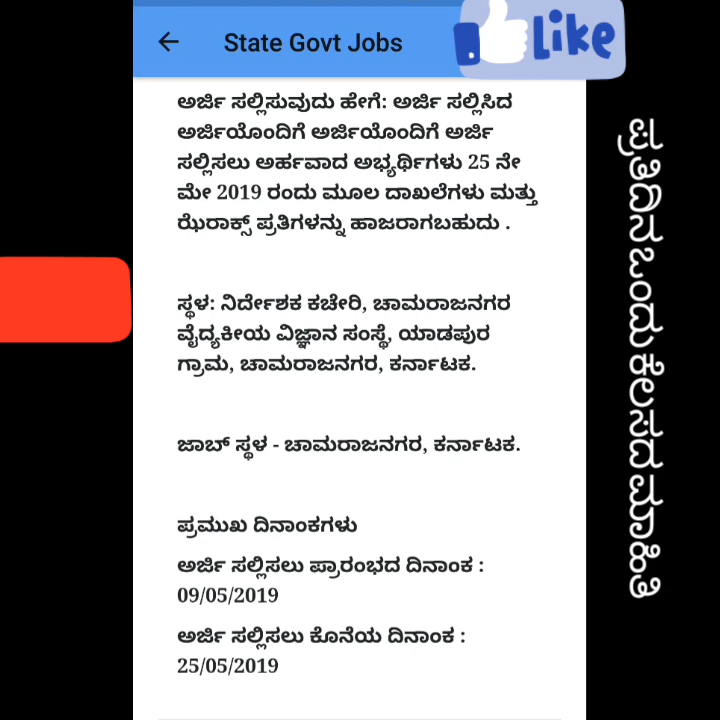 State Govt Jobs
Like
ಅರ್ಜಿ ಸಲ್ಲಿಸುವುದು ಹೇಗೆ: ಅರ್ಜಿ ಸಲ್ಲಿಸಿದ
ಅರ್ಜಿಯೊಂದಿಗೆ ಅರ್ಜಿಯೊಂದಿಗೆ ಅರ್ಜಿ
ಸಲ್ಲಿಸಲು ಅರ್ಹವಾದ ಅಭ್ಯರ್ಥಿಗಳು 25 ನೇ
ಮೇ 2019 ರಂದು ಮೂಲ ದಾಖಲೆಗಳು ಮತ್ತು
ಝೆರಾಕ್ಸ್ ಪ್ರತಿಗಳನ್ನು ಹಾಜರಾಗಬಹುದು .
ಸ್ಥಳ: ನಿರ್ದೇಶಕ ಕಚೇರಿ, ಚಾಮರಾಜನಗರ
ವೈದ್ಯಕೀಯ ವಿಜ್ಞಾನ ಸಂಸ್ಥೆ, ಯಾಡಪುರ
ಗ್ರಾಮ, ಚಾಮರಾಜನಗರ, ಕರ್ನಾಟಕ.
ಜಾಬ್ ಸ್ಥಳ - ಚಾಮರಾಜನಗರ, ಕರ್ನಾಟಕ.
ಪ್ರಮುಖ ದಿನಾಂಕಗಳು
ಅರ್ಜಿ ಸಲ್ಲಿಸಲು ಪ್ರಾರಂಭದ ದಿನಾಂಕ :
09/05/2019
ಅರ್ಜಿ ಸಲ್ಲಿಸಲು ಕೊನೆಯ ದಿನಾಂಕ :
25/05/2019
ಪ್ರತಿದಿನ ಒಂದು ಕೆಲಸದ ಮಾಹಿತಿ